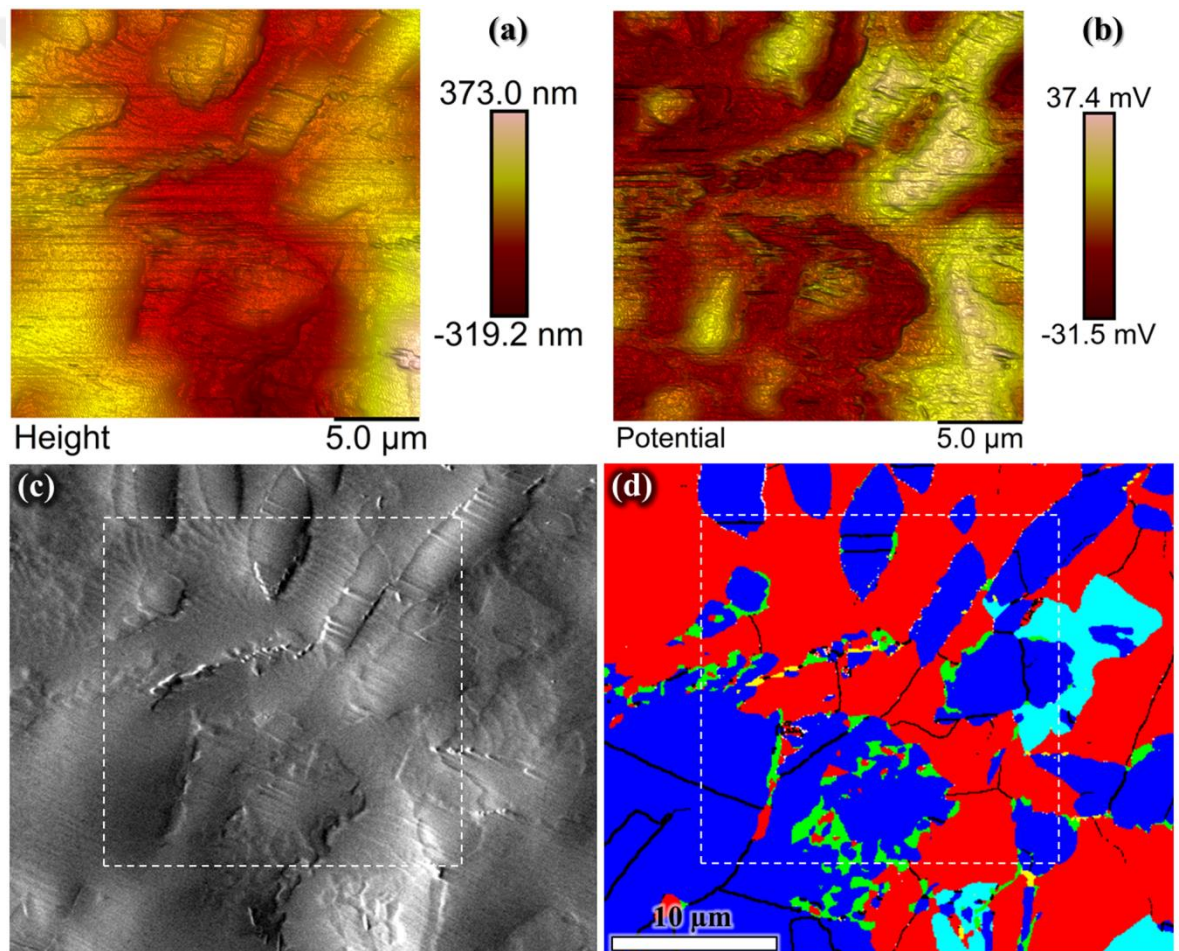 (a)
373.0 nm
-319.2 nm
Height
5.0 µm
(b)
37.4 mV
-31.5 mV
Potential
5.0 µm
(c)
(d)
10 µm